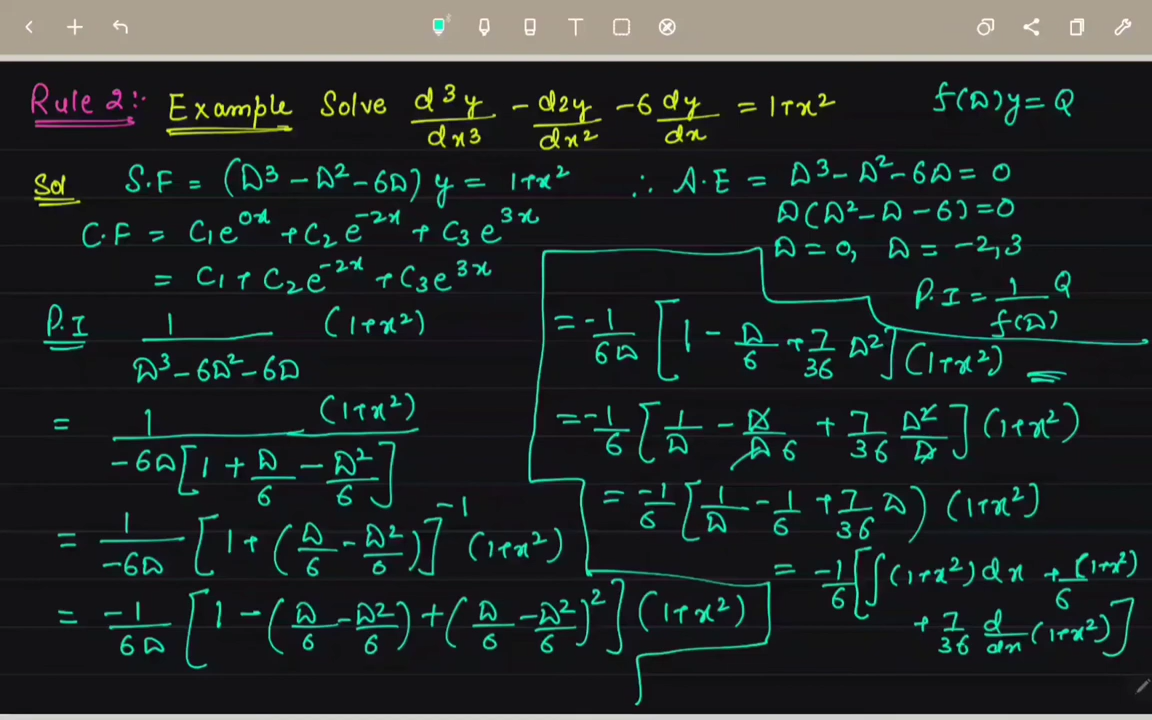 Rule 2:- Example Solve d3y/dx3 - d2y/dx2 - 6 dy/dx = 1+x² f(D)y = Q
Sol S.F = (D3 - D² - 6D) y = 1+x² ∴ A.E = D3 - D² - 6D = 0
D(D² - D - 6) = 0
D = 0, D = -2, 3
C.F = C1e^0x + C2e^-2x + C3e^3x
= C1 + C2e^-2x + C3e^3x
P.I = 1/f(D) Q
P.I 1/(D3 - 6D² - 6D) (1+x²)
= 1/(-6D[1 + D/6 - D²/6]) (1+x²)
= 1/-6D [1 + (D/6 - D²/6)]^-1 (1+x²)
= -1/6D [1 - (D/6 - D²/6) + (D/6 - D²/6)²] (1+x²)
= -1/6D [1 - D/6 + 7/36 D²] (1+x²)
= -1/6 [1/D - D/D6 + 7/36 D²/D] (1+x²)
= -1/6 [1/D - 1/6 + 7/36 D) (1+x²)
= -1/6 [∫(1+x²) dx + (1+x²)/6
+ 7/36 d/dx (1+x²)]